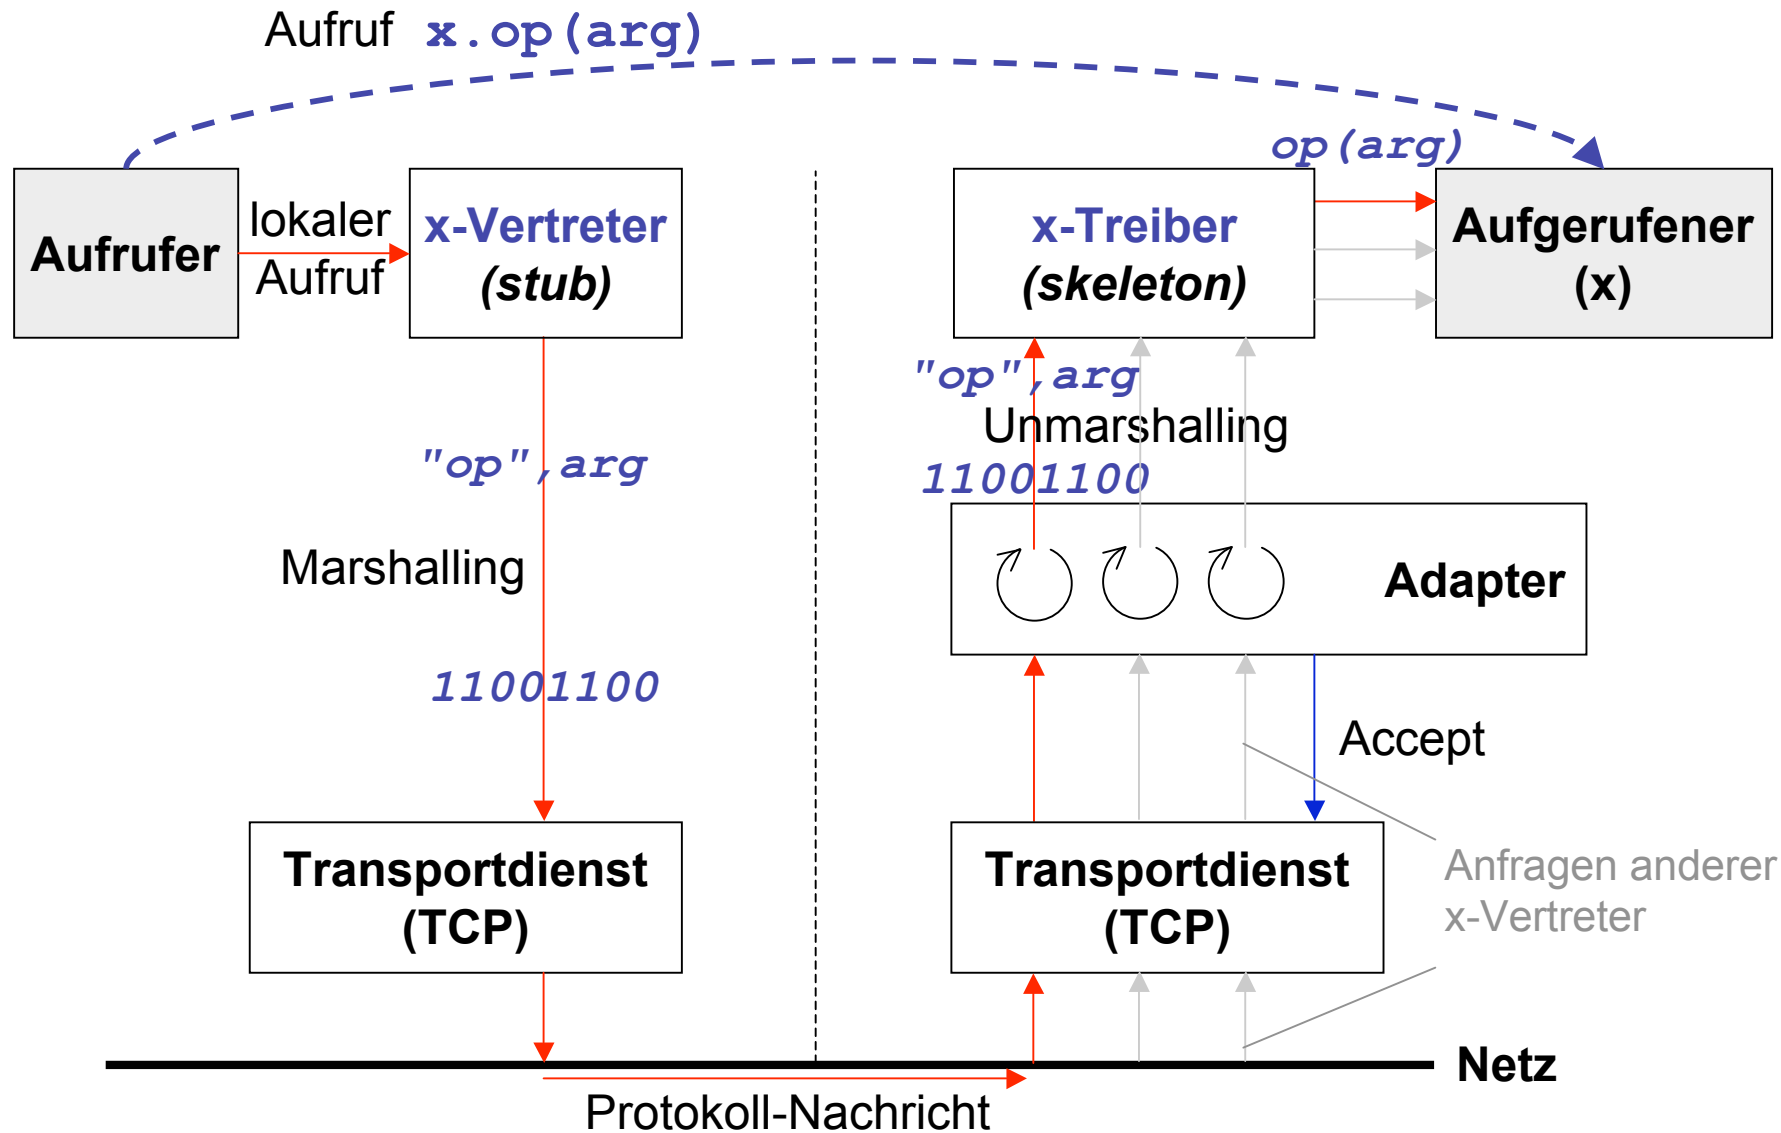 Aufruf x.op(arg)
op(arg)
Aufrufer
lokaler
Aufruf
x-Vertreter
(stub)
x-Treiber
(skeleton)
Aufgerufener
(x)
"op",arg
Marshalling
11001100
"op",arg
Unmarshalling
11001100
Adapter
Accept
Transportdienst
(TCP)
Transportdienst
(TCP)
Anfragen anderer
x-Vertreter
Netz
Protokoll-Nachricht